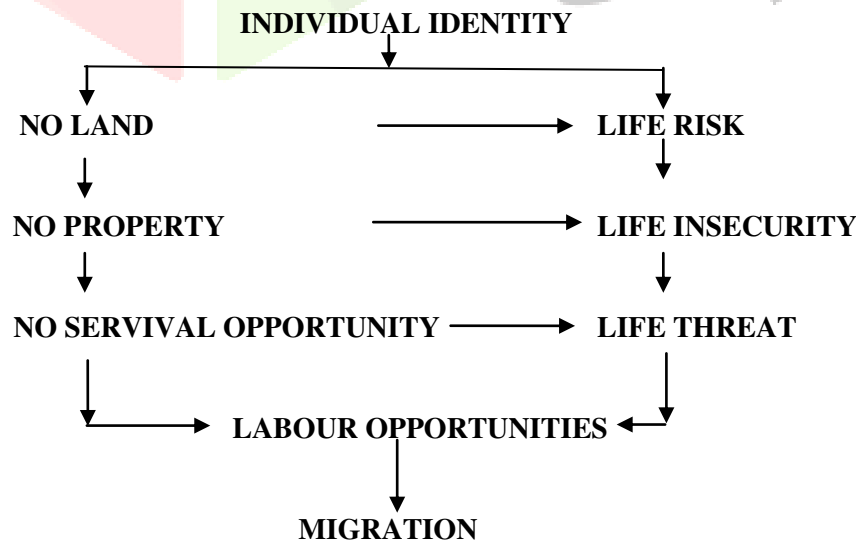 INDIVIDUAL IDENTITY
NO LAND LIFE RISK
NO PROPERTY LIFE INSECURITY
NO SERVIVAL OPPORTUNITY LIFE THREAT
LABOUR OPPORTUNITIES
MIGRATION